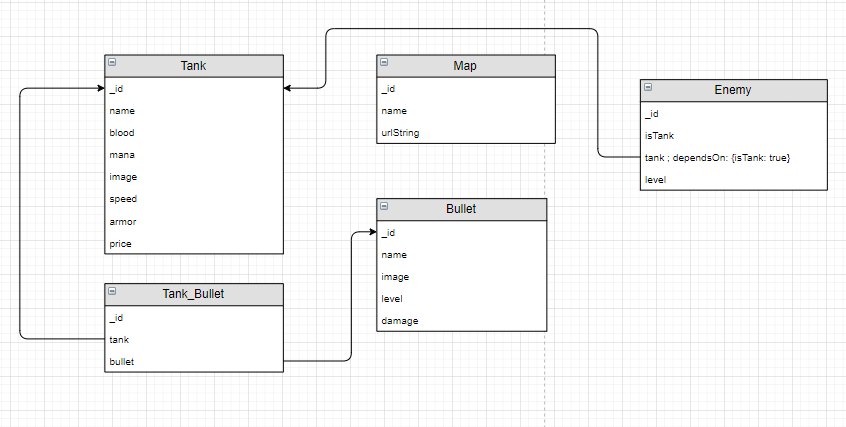 Tank
_id
name
blood
mana
image
speed
armor
price
Map
_id
name
urlString
Enemy
_id
isTank
tank ; dependsOn: {isTank: true}
level
Bullet
_id
name
image
level
damage
Tank_Bullet
_id
tank
bullet